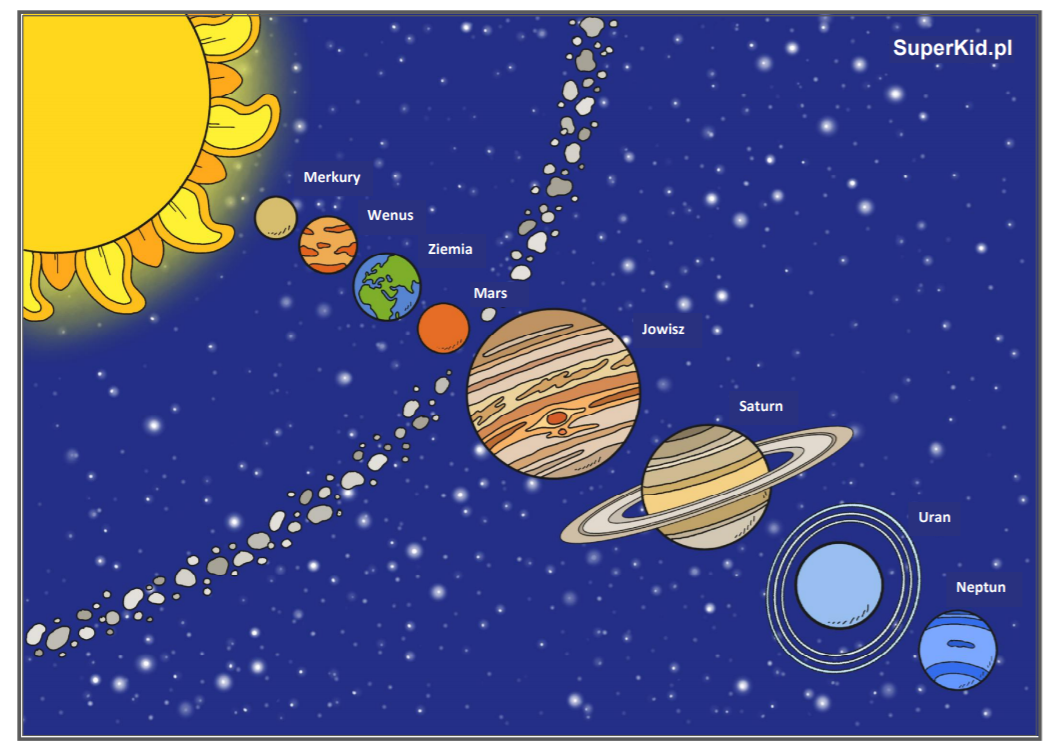 SuperKid.pl
Merkury
Wenus
Ziemia
Mars
Jowisz
Saturn
Uran
Neptun